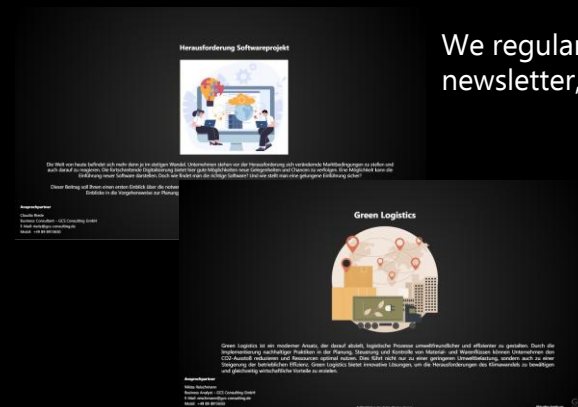 We regular
newsletter,
Herausforderung Softwareprojekt
Die Welt von heute befindet sich mehr denn je im stetigen Wandel. Unternehmen stehen vor der Herausforderung sich verändernde Marktbedingungen zu stellen und
auch darauf zu reagieren. Die fortschreitende Digitalisierung bietet hier gute Möglichkeiten neue Gelegenheiten und Chancen zu verfolgen. Eine Möglichkeit kann die
Einführung neuer Software darstellen. Doch wie findet man die richtige Software? Und wie stellt man eine gelungene Einführung sicher?
Dieser Beitrag soll Ihnen einen ersten Einblick über die
Einblicke in die Vorgehensweise zur Planung
Ansprechpartner
Business Consultant - GCS Consulting GmbH
Green Logistics
Green Logistics ist ein moderner Ansatz, der darauf abzielt, logistische Prozesse umweltfreundlicher und effizienter zu gestalten. Durch die
Implementierung nachhaltiger Praktiken in der Planung, Steuerung und Kontrolle von Material- und Warenflüssen können Unternehmen den
CO2-Ausstoß reduzieren und Ressourcen optimal nutzen. Dies führt nicht nur zu einer geringeren Umweltbelastung, sondern auch zu einer
Steigerung der betrieblichen Effizienz. Green Logistics bietet innovative Lösungen, um die Herausforderungen des Klimawandels zu bewältigen
und gleichzeitig wirtschaftliche Vorteile zu erzielen.
Ansprechpartner
Business Analyst - GCS Consulting GmbH